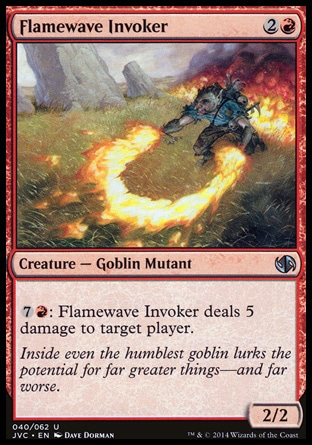 Flamewave Invoker 2
Creature — Goblin Mutant
7 : Flamewave Invoker deals 5
damage to target player.
Inside even the humblest goblin lurks the
potential for far greater things—and far
worse.
2/2
040/062 U
JVC • EN Dave Dorman
™ & © 2014 Wizards of the Coast